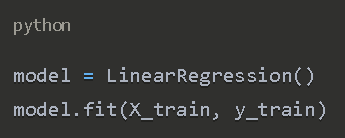 python
model = LinearRegression()
model.fit(X_train, y_train)